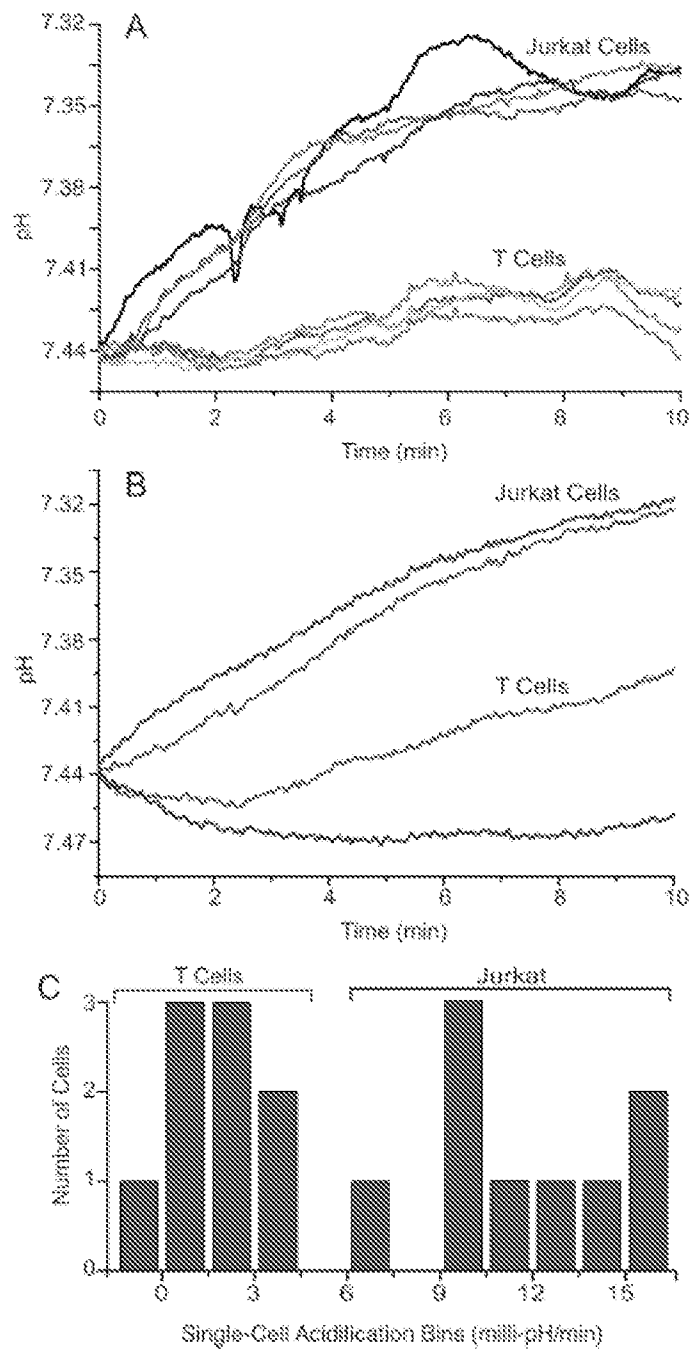 A
7.32
Jurkat Cells
7.35
7.38
pH
7.41
T Cells
7.44
0 2 4 6 8 10
Time (min)
B
7.32
Jurkat Cells
7.35
7.38
pH
7.41
T Cells
7.44
7.47
0 2 4 6 8 10
Time (min)
C
T Cells
Jurkat
3
2
1
0
Number of Cells
0 3 6 9 12 15
Single-Cell Acidification Bins (milli-pH/min)